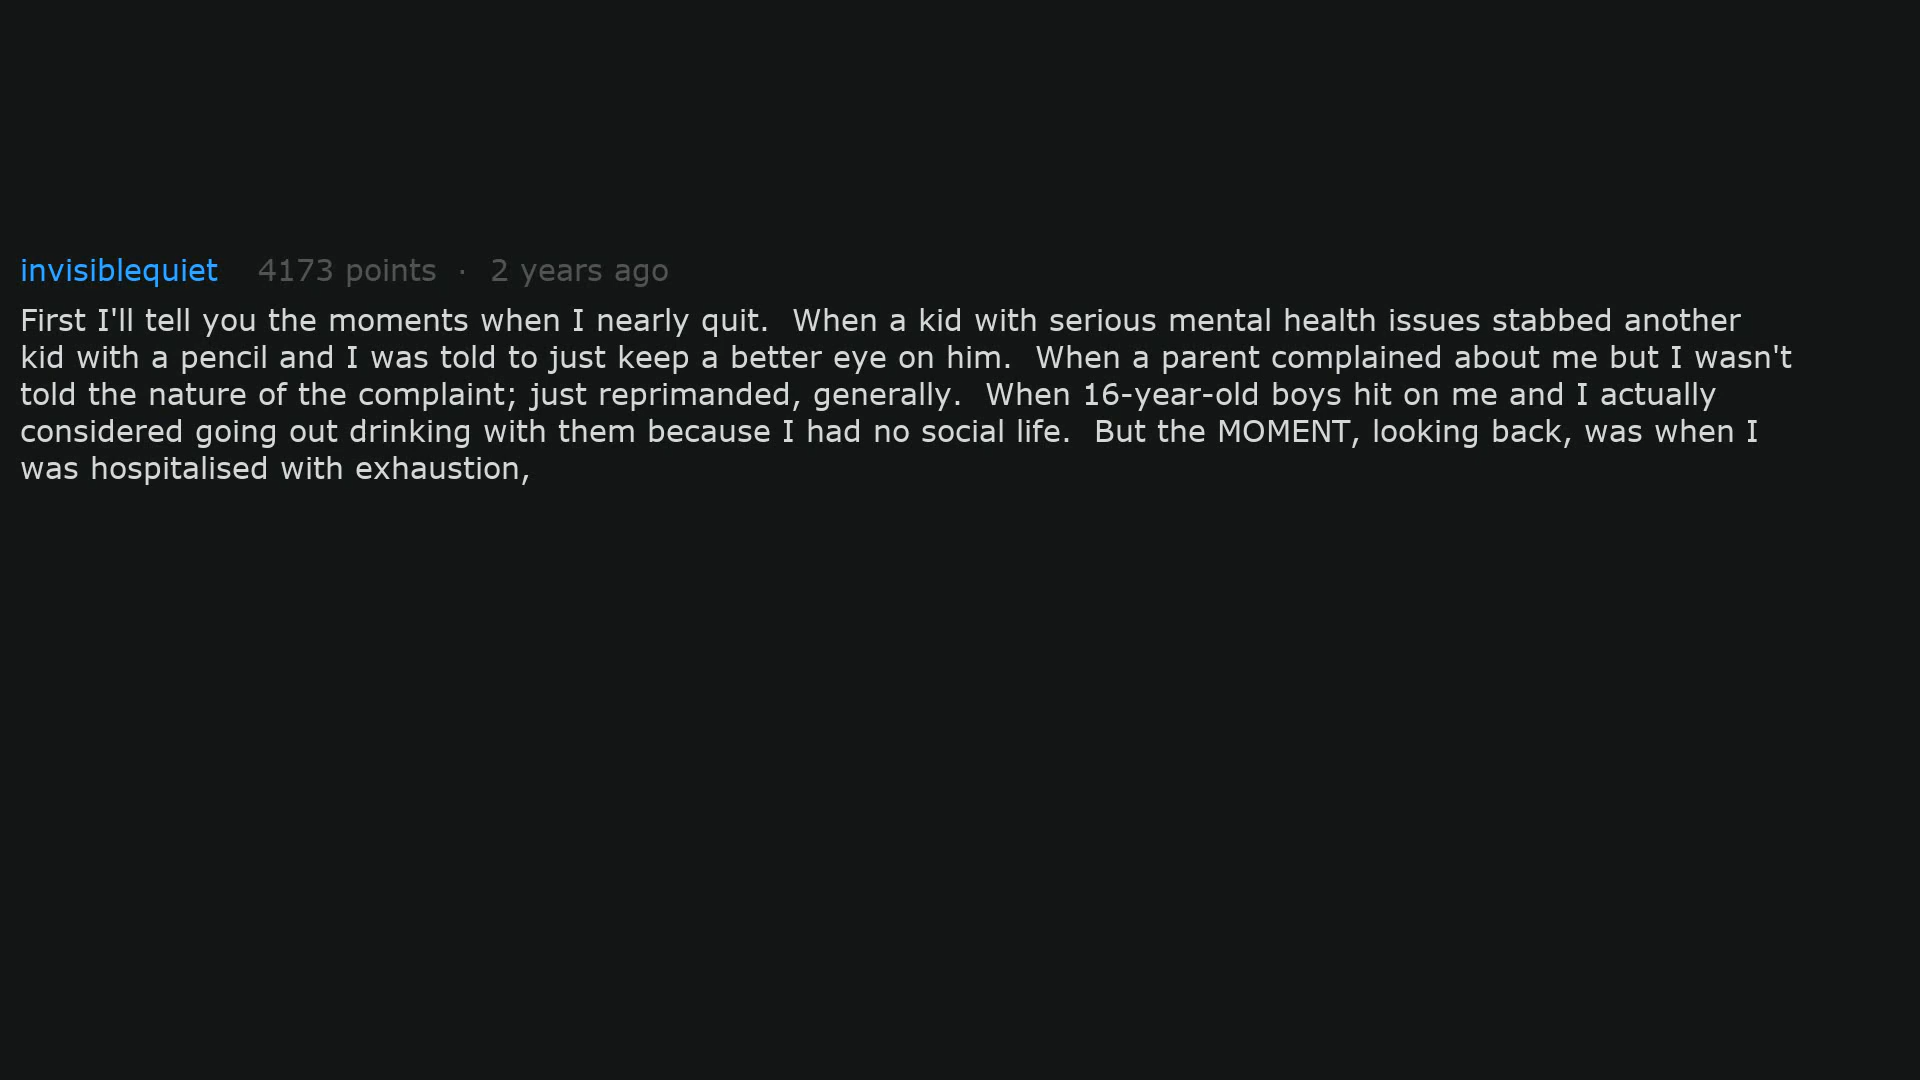 invisiblequiet 4173 points · 2 years ago
First I'll tell you the moments when I nearly quit.  When a kid with serious mental health issues stabbed another
kid with a pencil and I was told to just keep a better eye on him.  When a parent complained about me but I wasn't
told the nature of the complaint; just reprimanded, generally.  When 16-year-old boys hit on me and I actually
considered going out drinking with them because I had no social life.  But the MOMENT, looking back, was when I
was hospitalised with exhaustion,